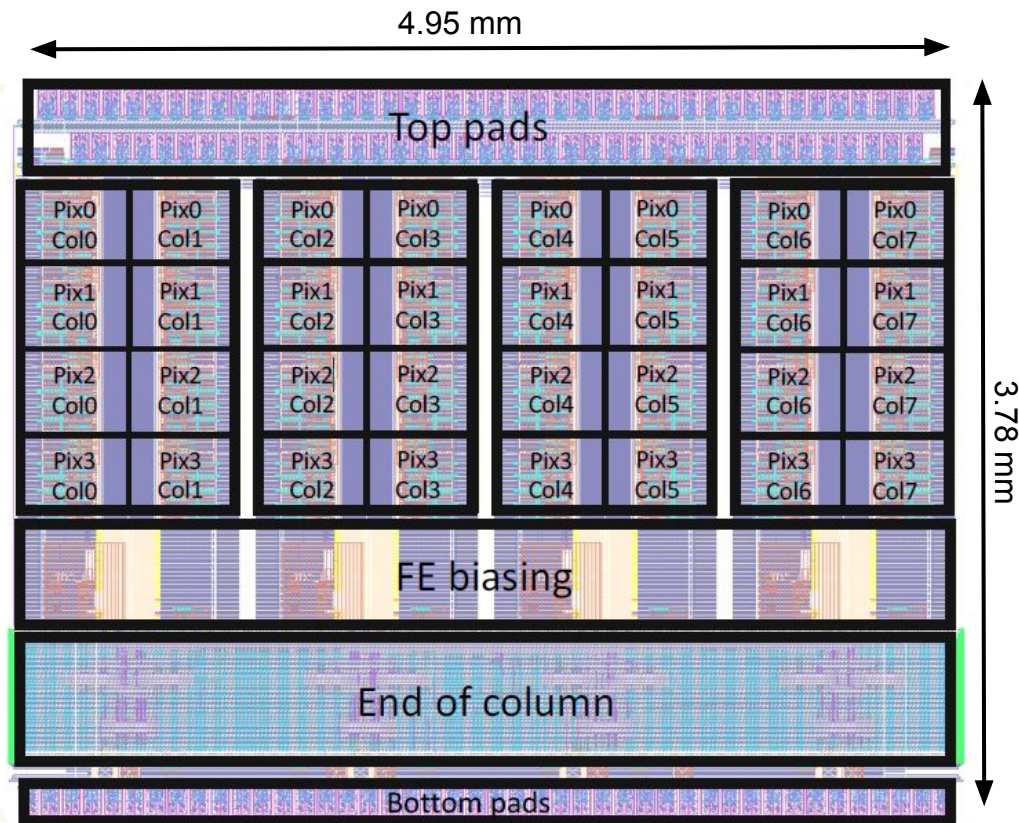 4.95 mm
Top pads
Pix0 Pix0 Pix0 Pix0 Pix0 Pix0 Pix0 Pix0
Col0 Col1 Col2 Col3 Col4 Col5 Col6 Col7
Pix1 Pix1 Pix1 Pix1 Pix1 Pix1 Pix1 Pix1
Col0 Col1 Col2 Col3 Col4 Col5 Col6 Col7
Pix2 Pix2 Pix2 Pix2 Pix2 Pix2 Pix2 Pix2
Col0 Col1 Col2 Col3 Col4 Col5 Col6 Col7
3.78 mm
Pix3 Pix3 Pix3 Pix3 Pix3 Pix3 Pix3 Pix3
Col0 Col1 Col2 Col3 Col4 Col5 Col6 Col7
FE biasing
End of column
Bottom pads